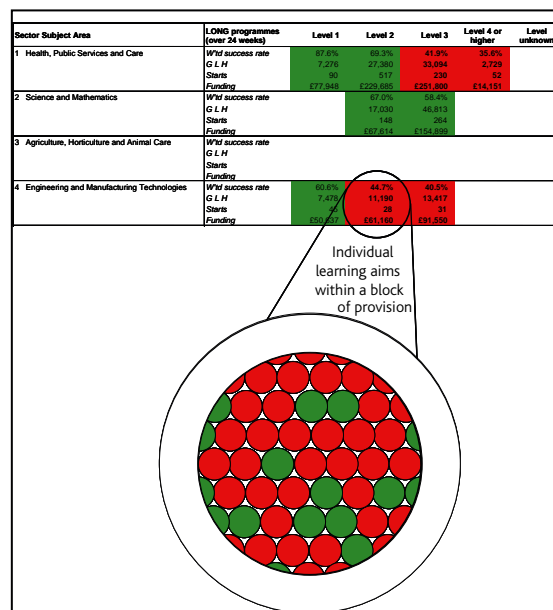 Sector Subject Area LONG programmes (over 24 weeks) Level 1 Level 2 Level 3 Level 4 or higher Level unknown
1 Health, Public Services and Care W'td success rate 87.6% 69.3% 41.9% 35.6%
G L H 7,276 27,380 33,094 2,729
Starts 90 517 230 52
Funding £77,948 £229,685 £251,800 £14,151
2 Science and Mathematics W'td success rate 67.0% 58.4%
G L H 17,030 46,813
Starts 148 264
Funding £67,614 £154,899
3 Agriculture, Horticulture and Animal Care W'td success rate
G L H
Starts
Funding
4 Engineering and Manufacturing Technologies W'td success rate 60.6% 44.7% 40.5%
G L H 7,478 11,190 13,417
Starts 28 31
Funding £61,160 £91,550
Individual
learning aims
within a block
of provision